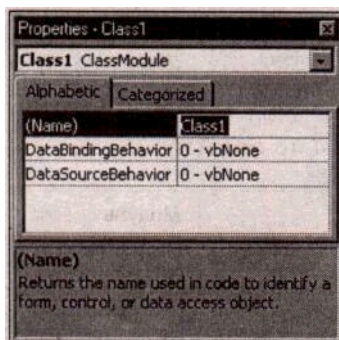 Properties - Class1
Class1 ClassModule
Alphabetic Categorized
(Name) Class1
DataBindingBehavior 0 - vbNone
DataSourceBehavior 0 - vbNone
(Name)
Returns the name used in code to identify a
form, control, or data access object.